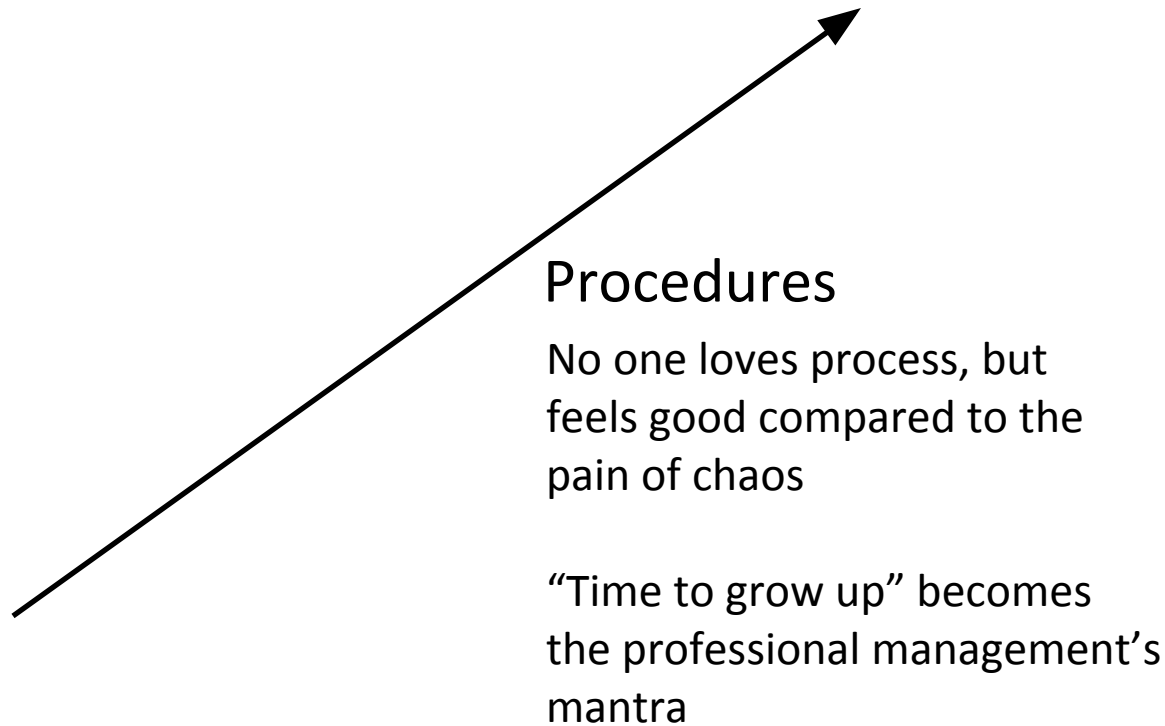 Procedures
No one loves process, but
feels good compared to the
pain of chaos
“Time to grow up” becomes
the professional management’s
mantra